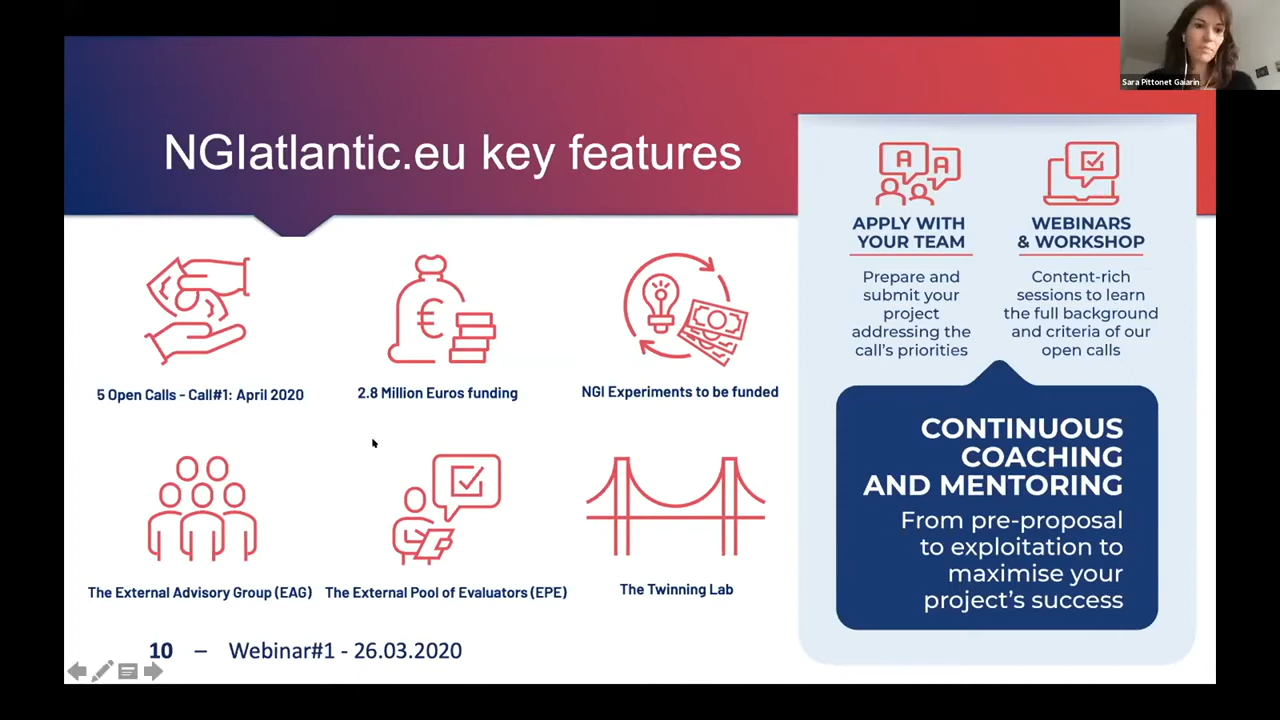 Sara Pittonet Gaiarin
NGIatlantic.eu key features
5 Open Calls - Call#1: April 2020
2.8 Million Euros funding
NGI Experiments to be funded
The External Advisory Group (EAG)
The External Pool of Evaluators (EPE)
The Twinning Lab
A
A
APPLY WITH
YOUR TEAM
Prepare and
submit your
project
addressing the
call's priorities
WEBINARS
& WORKSHOP
Content-rich
sessions to learn
the full background
and criteria of our
open calls
CONTINUOUS
COACHING
AND MENTORING
From pre-proposal
to exploitation to
maximise your
project's success
10 – Webinar#1 - 26.03.2020